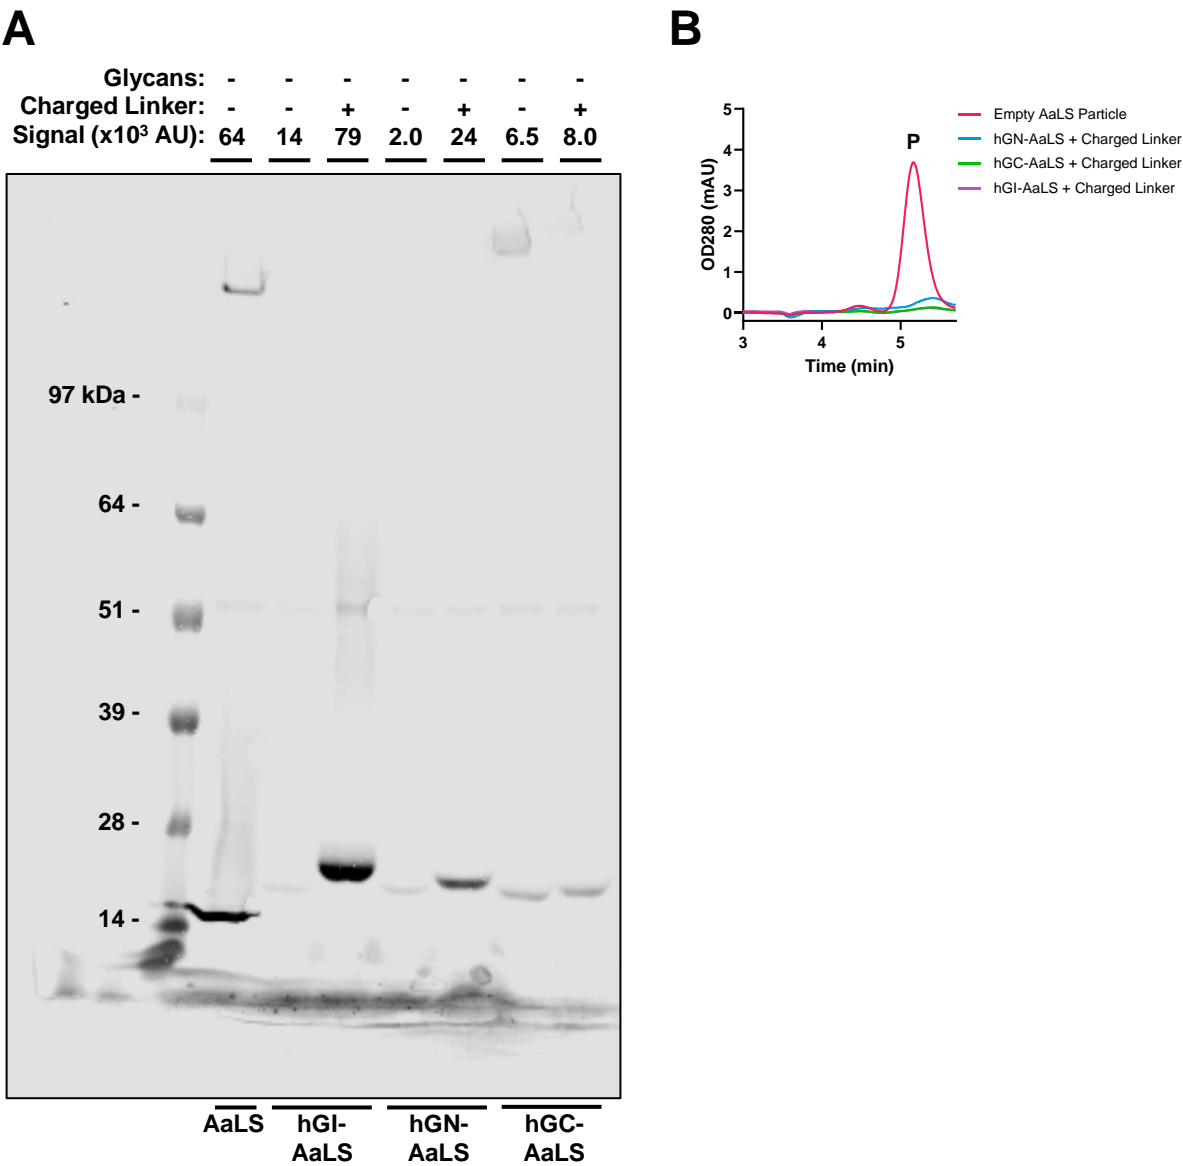 A
Glycans: - - - - - - -
Charged Linker: - - + - + - +
Signal (x10³ AU): 64 14 79 2.0 24 6.5 8.0
97 kDa -
64 -
51 -
39 -
28 -
14 -
AaLS hGI-AaLS hGN-AaLS hGC-AaLS
B
5
4
3
2
1
0
OD280 (mAU)
P
3 4 5
Time (min)
Empty AaLS Particle
hGN-AaLS + Charged Linker
hGC-AaLS + Charged Linker
hGI-AaLS + Charged Linker